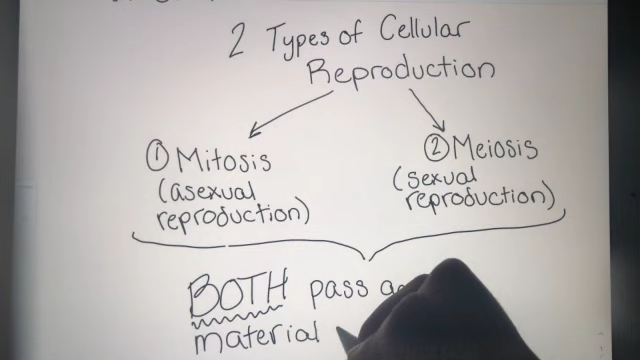 2 Types of Cellular
Reproduction
① Mitosis
(asexual
reproduction)
② Meiosis
(sexual
reproduction)
BOTH pass
material